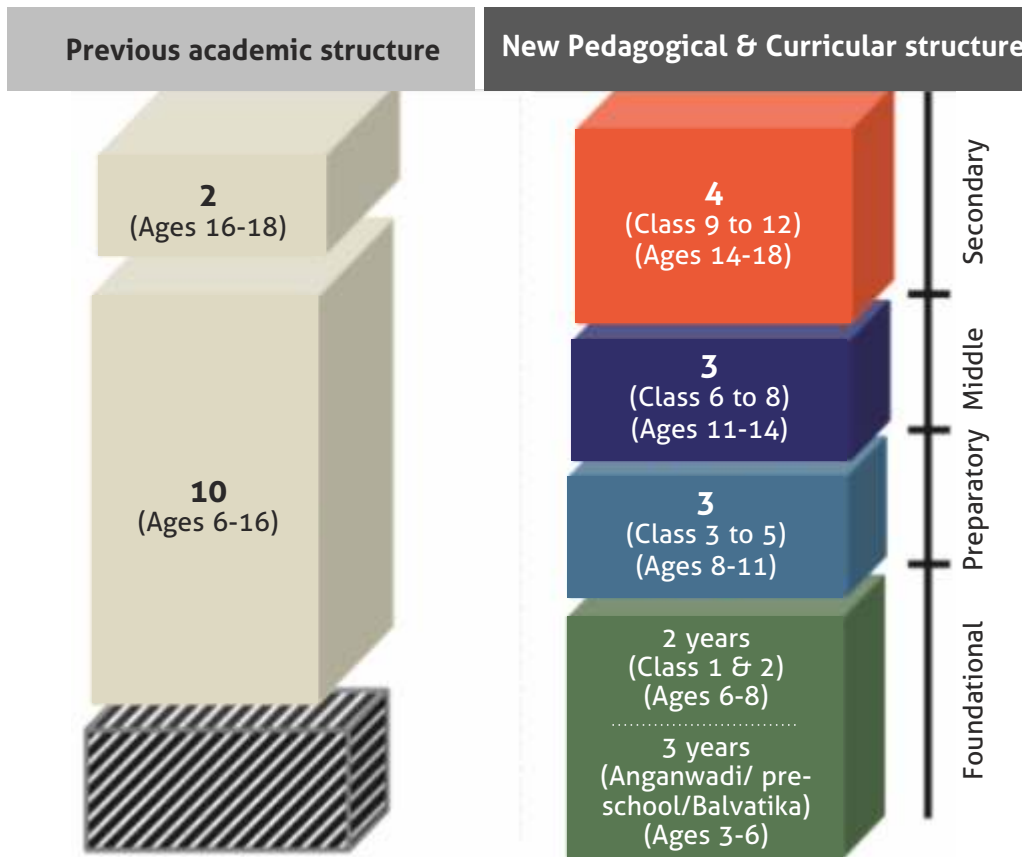 Previous academic structure
New Pedagogical & Curricular structure
2
(Ages 16-18)
10
(Ages 6-16)
4
(Class 9 to 12)
(Ages 14-18)
3
(Class 6 to 8)
(Ages 11-14)
3
(Class 3 to 5)
(Ages 8-11)
2 years
(Class 1 & 2)
(Ages 6-8)
3 years
(Anganwadi/ pre-
school/Balvatika)
(Ages 3-6)
Secondary
Middle
Preparatory
Foundational